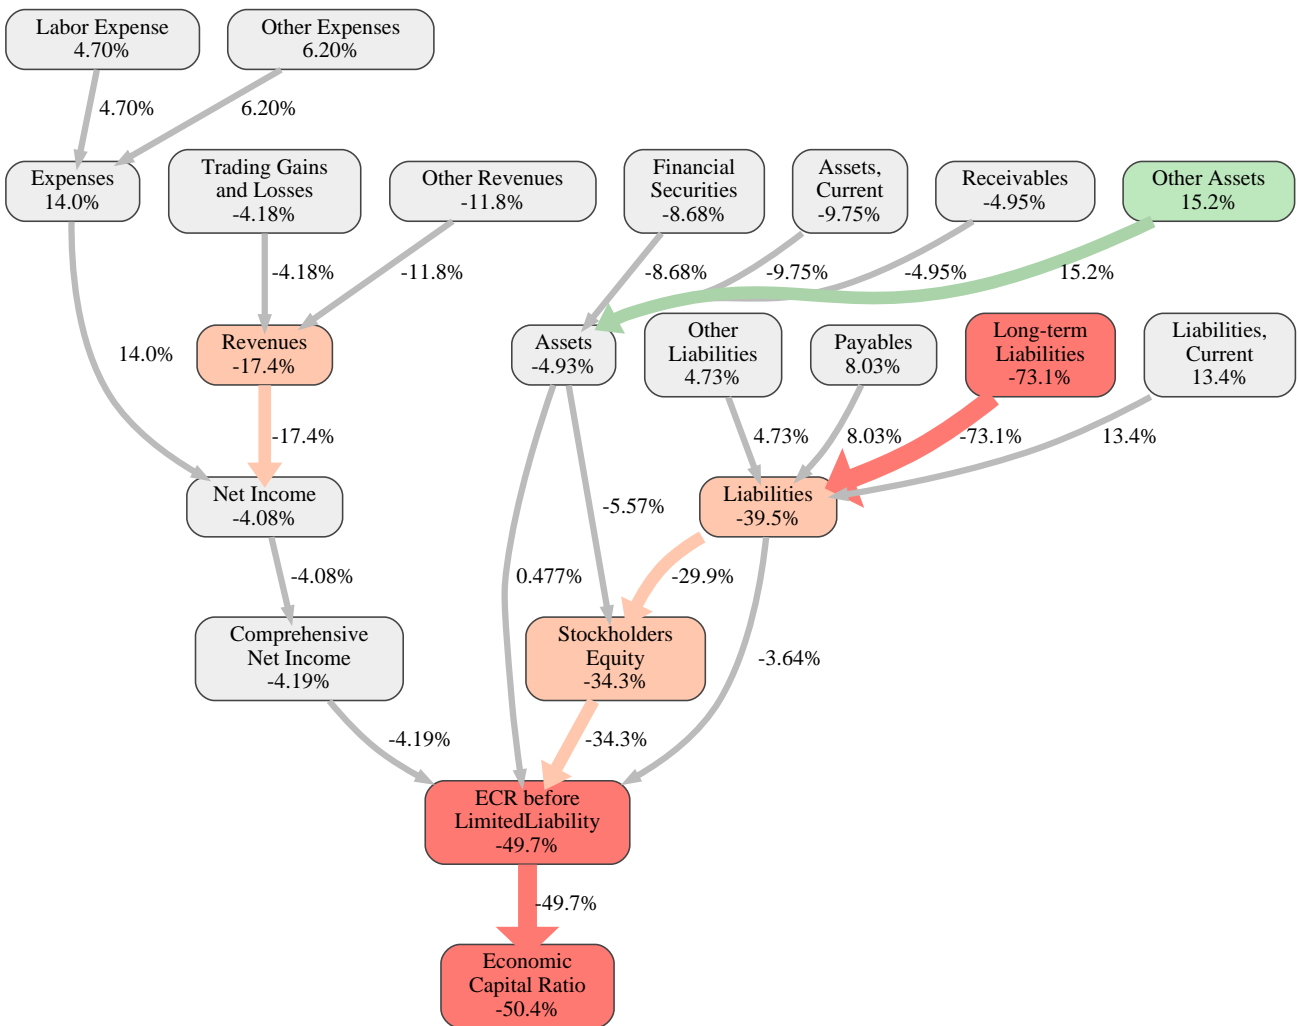 Labor Expense
4.70%
Other Expenses
6.20%
4.70%
6.20%
Expenses
14.0%
Trading Gains
and Losses
-4.18%
Other Revenues
-11.8%
Financial
Securities
-8.68%
Assets,
Current
-9.75%
Receivables
-4.95%
Other Assets
15.2%
-4.18%
-11.8%
-8.68%
-9.75%
-4.95%
15.2%
14.0%
Revenues
-17.4%
Assets
-4.93%
Other
Liabilities
4.73%
Payables
8.03%
Long-term
Liabilities
-73.1%
Liabilities,
Current
13.4%
-17.4%
4.73%
8.03%
-73.1%
13.4%
Net Income
-4.08%
-5.57%
Liabilities
-39.5%
-4.08%
0.477%
-29.9%
Comprehensive
Net Income
-4.19%
Stockholders
Equity
-34.3%
-3.64%
-4.19%
-34.3%
ECR before
LimitedLiability
-49.7%
-49.7%
Economic
Capital Ratio
-50.4%